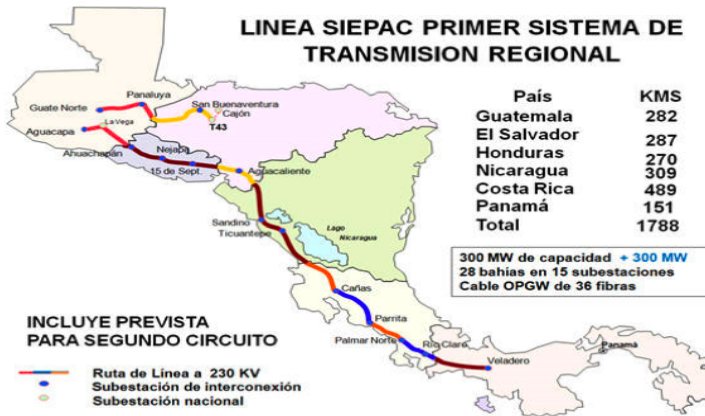 LINEA SIEPAC PRIMER SISTEMA DE
TRANSMISION REGIONAL
País KMS
Guatemala 282
El Salvador 287
Honduras 270
Nicaragua 309
Costa Rica 489
Panamá 151
Total 1788
300 MW de capacidad + 300 MW
28 bahias en 15 subestaciones
Cable OPGW de 36 fibras
Panaluya
Guate Norte
San Buenaventura
Cajón
T43
La Vega
Aguacapa
Ahuachapán
Nejapa
15 de Sept.
Aguacaliente
Sandino
Ticuantepe
Lago
Nicaragua
Cañas
Parrita
Palmar Norte
Río Claro
Veladero
Panamá
INCLUYE PREVISTA
PARA SEGUNDO CIRCUITO
Ruta de Línea a 230 KV
Subestación de interconexión
Subestación nacional